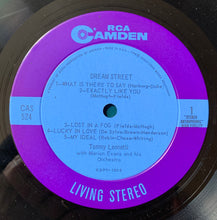 RCA
CAMDEN
DREAM STREET
1—WHAT IS THERE TO SAY (Harburg-Duke)
2—EXACTLY LIKE YOU
(McHugh-Fields)
CAS
524
1
3—LOST IN A FOG (Fields-McHugh)
4—LUCKY IN LOVE (De Sylva-Brown-Henderson)
5—MY IDEAL (Robin-Chase-Whiting)
Tommy Leonetti
with Marion Evans and his
Orchestra
LIVING STEREO